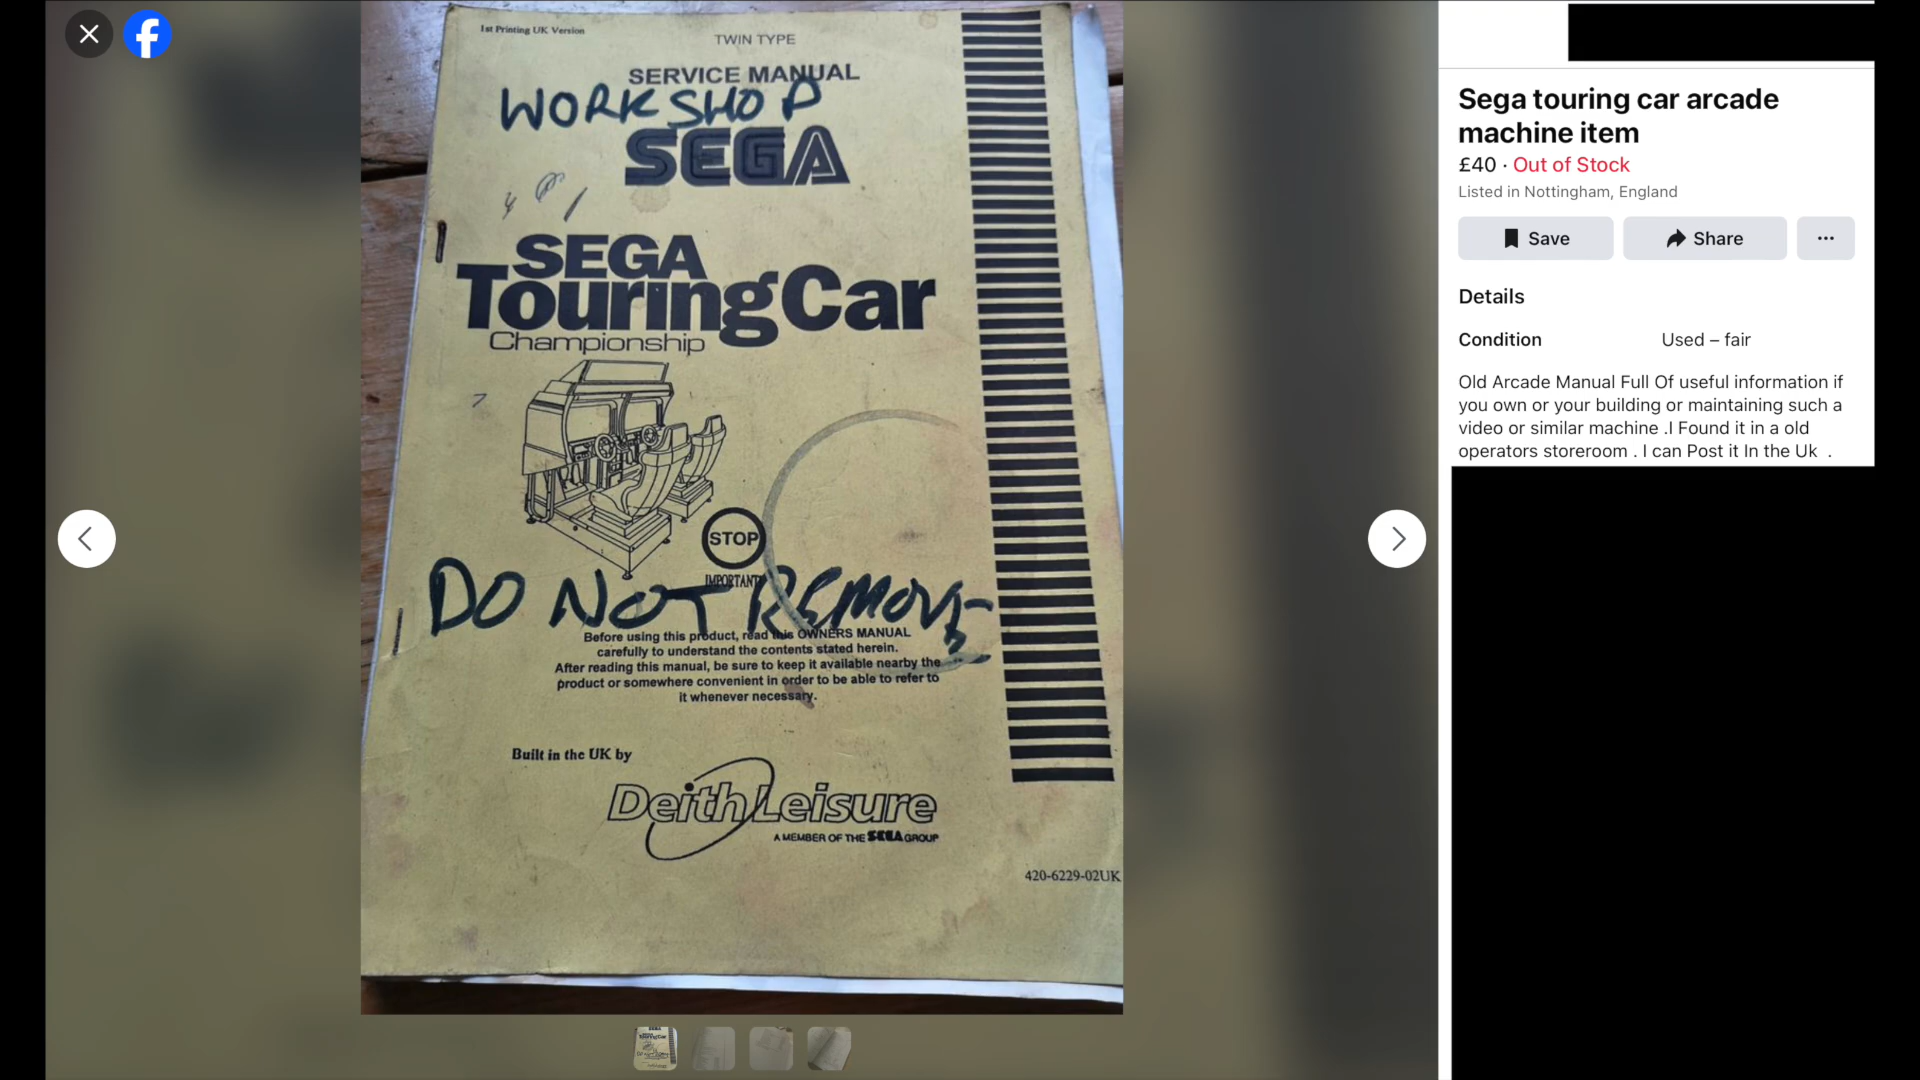 1st Printing UK Version
TWIN TYPE
SERVICE MANUAL
WORKSHOP
SEGA
SEGA
Touring Car
Championship
7
STOP
IMPORTANT
DO NOT REMOVE
Before using this product, read this OWNERS MANUAL
carefully to understand the contents stated herein.
After reading this manual, be sure to keep it available nearby the
product or somewhere convenient in order to be able to refer to
it whenever necessary.
Built in the UK by
Deith Leisure
A MEMBER OF THE SEGA GROUP
420-6229-02UK
Sega touring car arcade
machine item
£40 · Out of Stock
Listed in Nottingham, England
Save
Share
Details
Condition Used – fair
Old Arcade Manual Full Of useful information if
you own or your building or maintaining such a
video or similar machine .I Found it in a old
operators storeroom . I can Post it In the Uk .